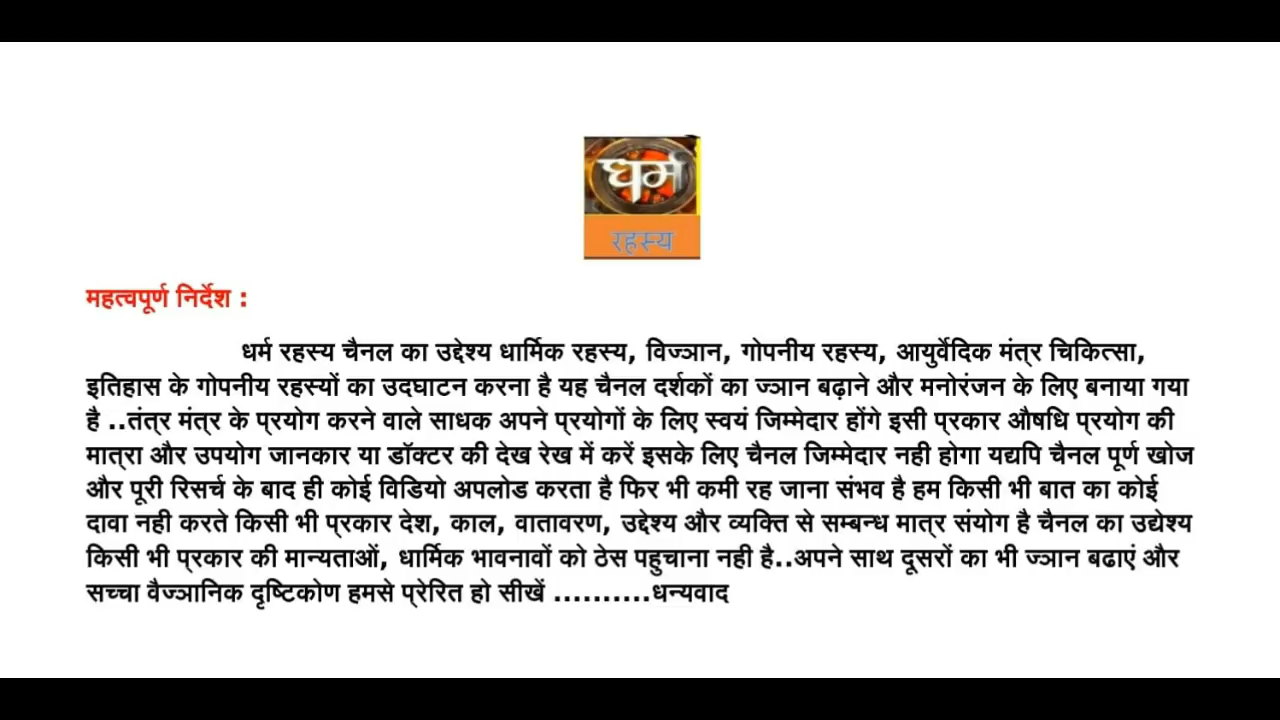 धर्म
रहस्य
महत्वपूर्ण निर्देश :
धर्म रहस्य चैनल का उद्देश्य धार्मिक रहस्य, विज्ञान, गोपनीय रहस्य, आयुर्वेदिक मंत्र चिकित्सा,
इतिहास के गोपनीय रहस्यों का उदघाटन करना है यह चैनल दर्शकों का ज्ञान बढ़ाने और मनोरंजन के लिए बनाया गया
है ..तंत्र मंत्र के प्रयोग करने वाले साधक अपने प्रयोगों के लिए स्वयं जिम्मेदार होंगे इसी प्रकार औषधि प्रयोग की
मात्रा और उपयोग जानकार या डॉक्टर की देख रेख में करें इसके लिए चैनल जिम्मेदार नही होगा यद्यपि चैनल पूर्ण खोज
और पूरी रिसर्च के बाद ही कोई विडियो अपलोड करता है फिर भी कमी रह जाना संभव है हम किसी भी बात का कोई
दावा नही करते किसी भी प्रकार देश, काल, वातावरण, उद्देश्य और व्यक्ति से सम्बन्ध मात्र संयोग है चैनल का उद्येश्य
किसी भी प्रकार की मान्यताओं, धार्मिक भावनावों को ठेस पहुचाना नही है..अपने साथ दूसरों का भी ज्ञान बढाएं और
सच्चा वैज्ञानिक दृष्टिकोण हमसे प्रेरित हो सीखें ..........धन्यवाद